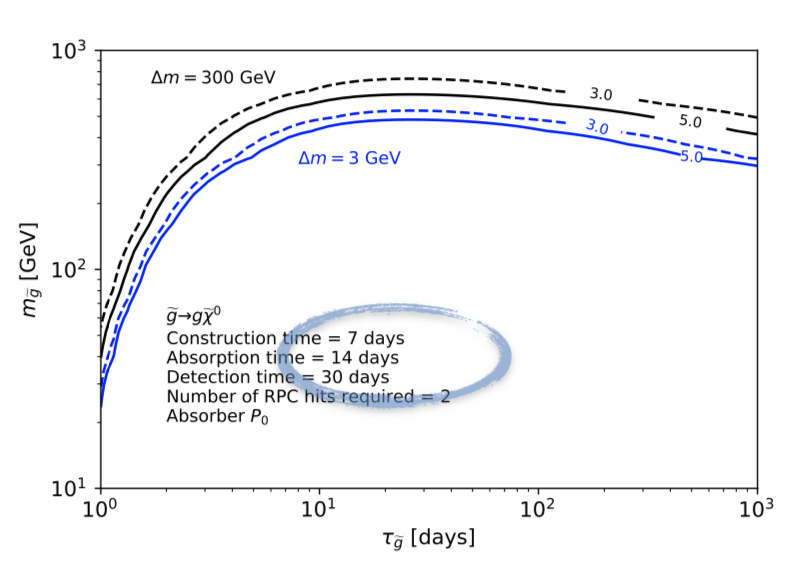 10³
Δm = 300 GeV
3.0
5.0
3.0
5.0
Δm = 3 GeV
m_g̃ [GeV]
10²
g̃→gχ̃⁰
Construction time = 7 days
Absorption time = 14 days
Detection time = 30 days
Number of RPC hits required = 2
Absorber P₀
10¹
10⁰ 10¹ 10² 10³
τ_g̃ [days]